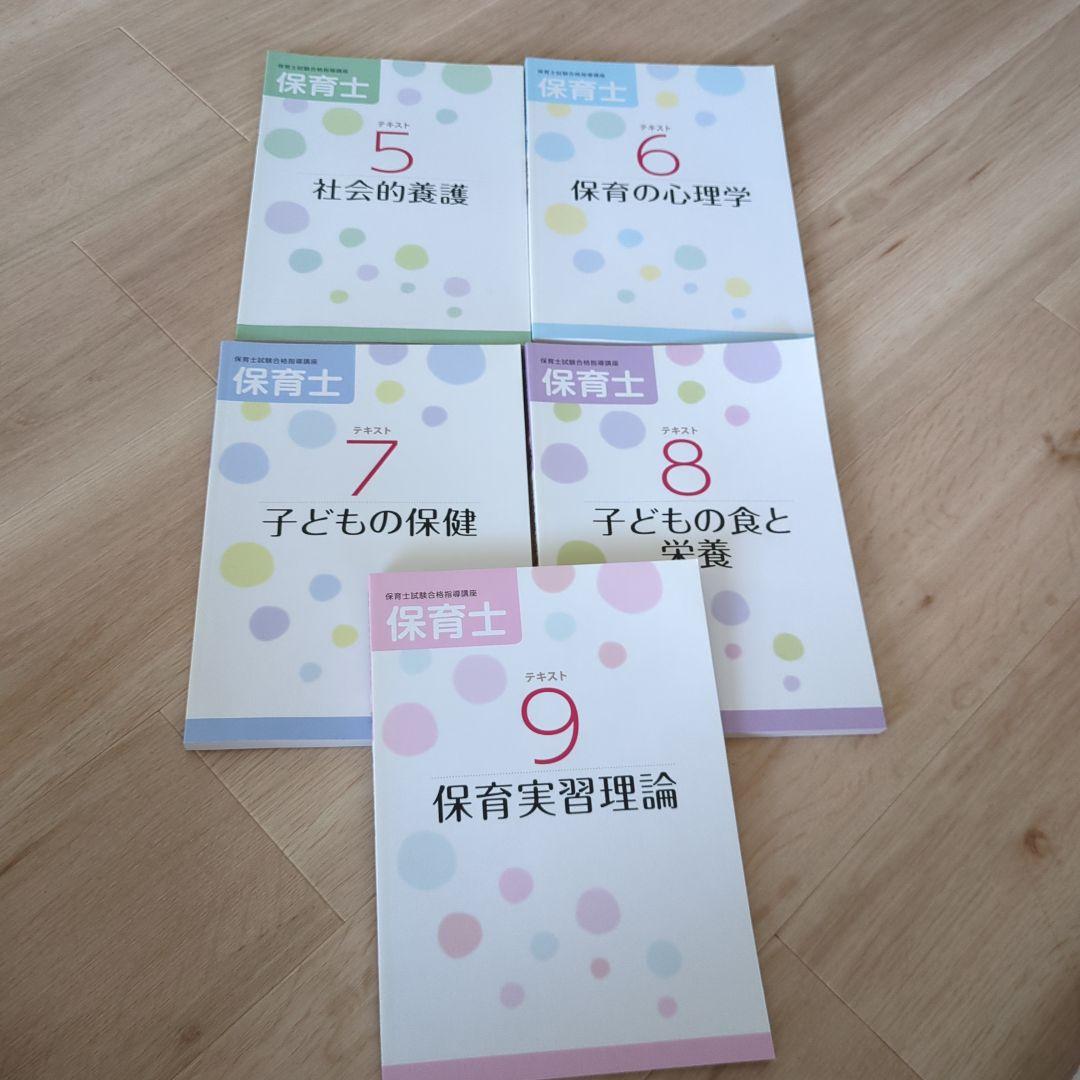 保育士試験合格指導講座
保育士
テキスト
5
社会的養護
保育士試験合格指導講座
保育士
テキスト
6
保育の心理学
保育士試験合格指導講座
保育士
テキスト
7
子どもの保健
保育士試験合格指導講座
保育士
テキスト
8
子どもの食と
栄養
保育士試験合格指導講座
保育士
テキスト
9
保育実習理論